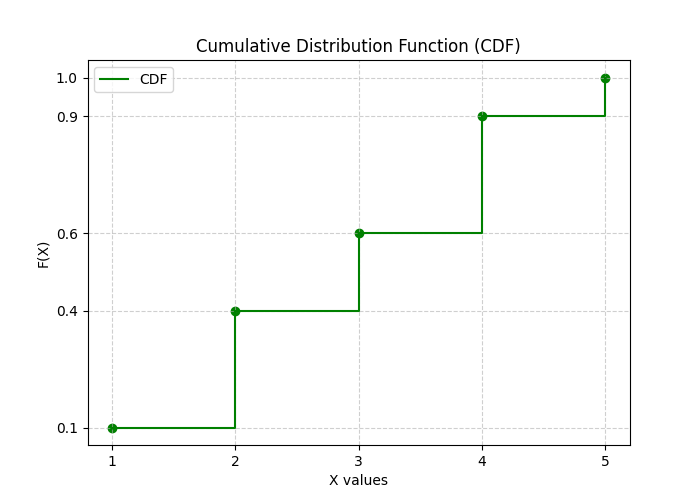 Cumulative Distribution Function (CDF)
CDF
1.0
0.9
0.6
0.4
0.1
F(X)
1 2 3 4 5
X values